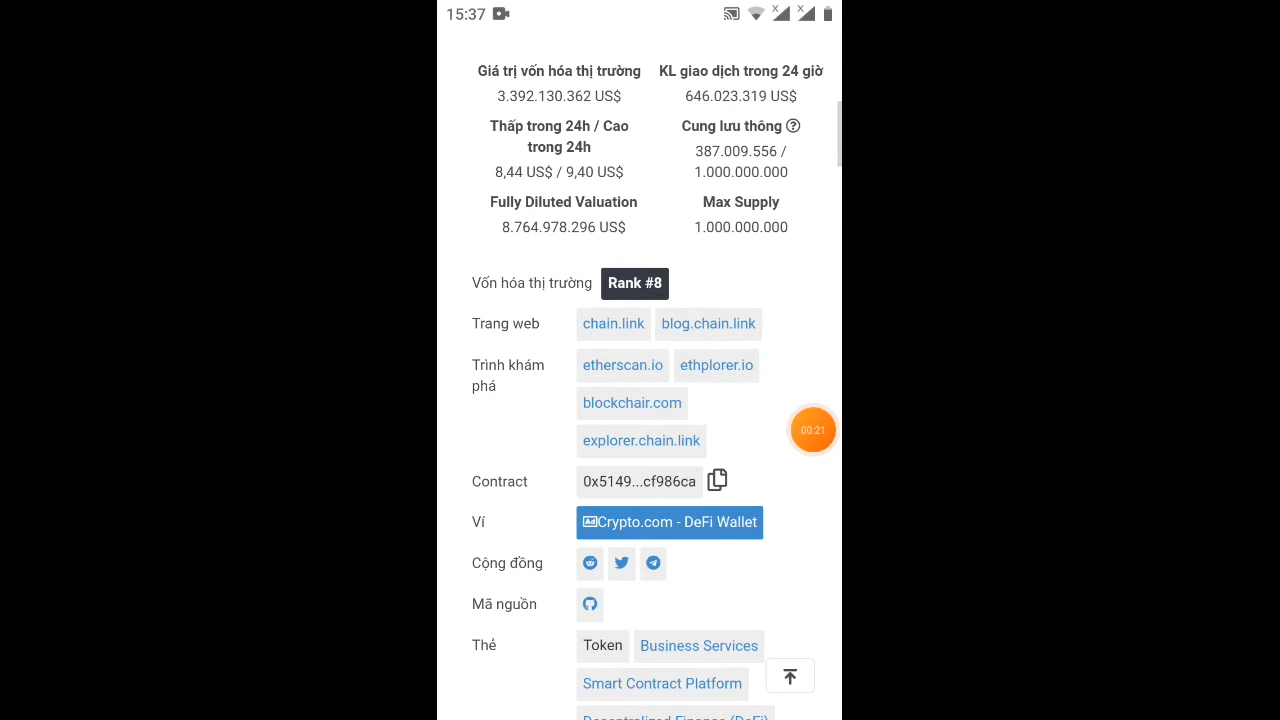 15:37
Giá trị vốn hóa thị trường
3.392.130.362 US$
KL giao dịch trong 24 giờ
646.023.319 US$
Thấp trong 24h / Cao
trong 24h
8,44 US$ / 9,40 US$
Cung lưu thông
387.009.556 /
1.000.000.000
Fully Diluted Valuation
8.764.978.296 US$
Max Supply
1.000.000.000
Vốn hóa thị trường Rank #8
Trang web chain.link blog.chain.link
Trình khám
phá
etherscan.io ethplorer.io
blockchair.com
explorer.chain.link
00:21
Contract 0x5149...cf986ca
Ví Ad Crypto.com - DeFi Wallet
Cộng đồng
Mã nguồn
Thẻ Token Business Services
Smart Contract Platform
Decentralized Finance (DeFi)